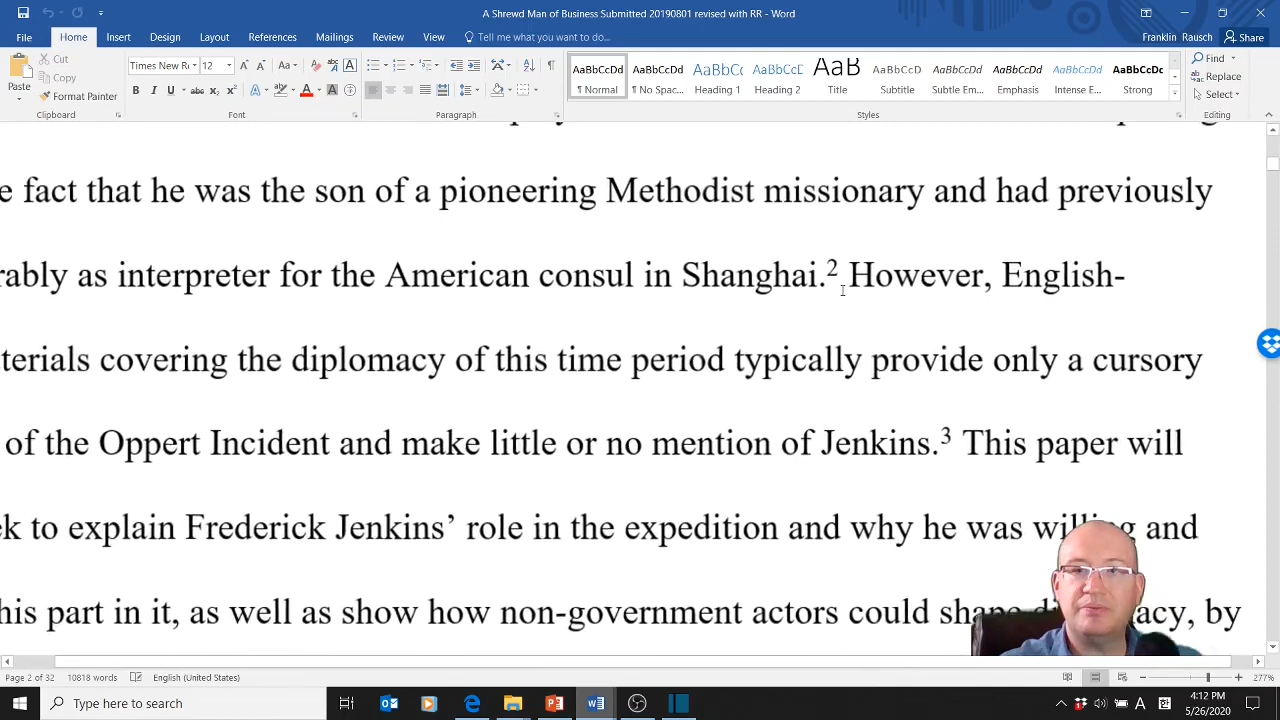 A Shrewd Man of Business Submitted 20190801 revised with RR - Word
File Home Insert Design Layout References Mailings Review View Tell me what you want to do... Franklin Rausch Share
Paste
Cut
Copy
Format Painter
Clipboard
Times New R 12
Font
Paragraph
AaBbCcDd AaBbCcDd AaBbCc AaBbCcE AaB AaBbCcD AaBbCcDd AaBbCcDd AaBbCcDd AaBbCcDd
¶ Normal ¶ No Spac... Heading 1 Heading 2 Title Subtitle Subtle Em... Emphasis Intense E... Strong
Styles
Find
Replace
Select
Editing
e fact that he was the son of a pioneering Methodist missionary and had previously
rably as interpreter for the American consul in Shanghai.2 However, English-
terials covering the diplomacy of this time period typically provide only a cursory
of the Oppert Incident and make little or no mention of Jenkins.3 This paper will
ek to explain Frederick Jenkins’ role in the expedition and why he was willing and
his part in it, as well as show how non-government actors could by
Page 2 of 32 10818 words English (United States) 277%
Type here to search
4:12 PM
5/26/2020